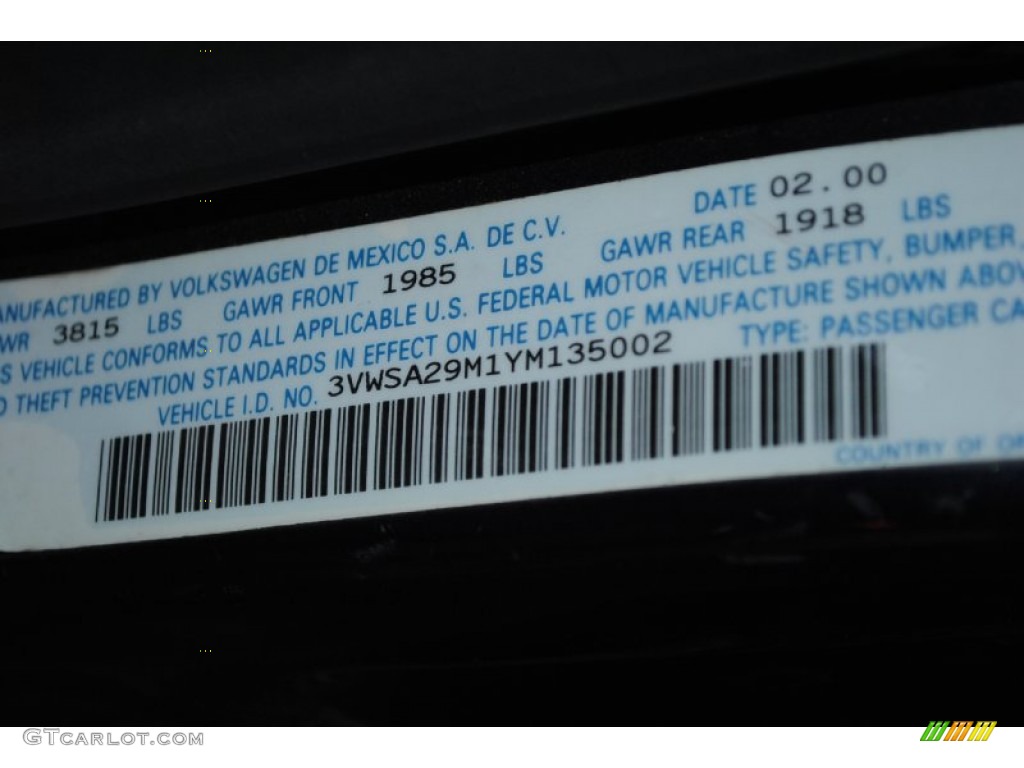 DATE 02.00
ANUFACTURED BY VOLKSWAGEN DE MEXICO S.A. DE C.V.
WR 3815 LBS GAWR FRONT 1985 LBS GAWR REAR 1918 LBS
S VEHICLE CONFORMS TO ALL APPLICABLE U.S. FEDERAL MOTOR VEHICLE SAFETY, BUMPER,
D THEFT PREVENTION STANDARDS IN EFFECT ON THE DATE OF MANUFACTURE SHOWN ABOV
VEHICLE I.D. NO. 3VWSA29M1YM135002 TYPE: PASSENGER CA
COUNTRY OF OR
GTcarlot.com